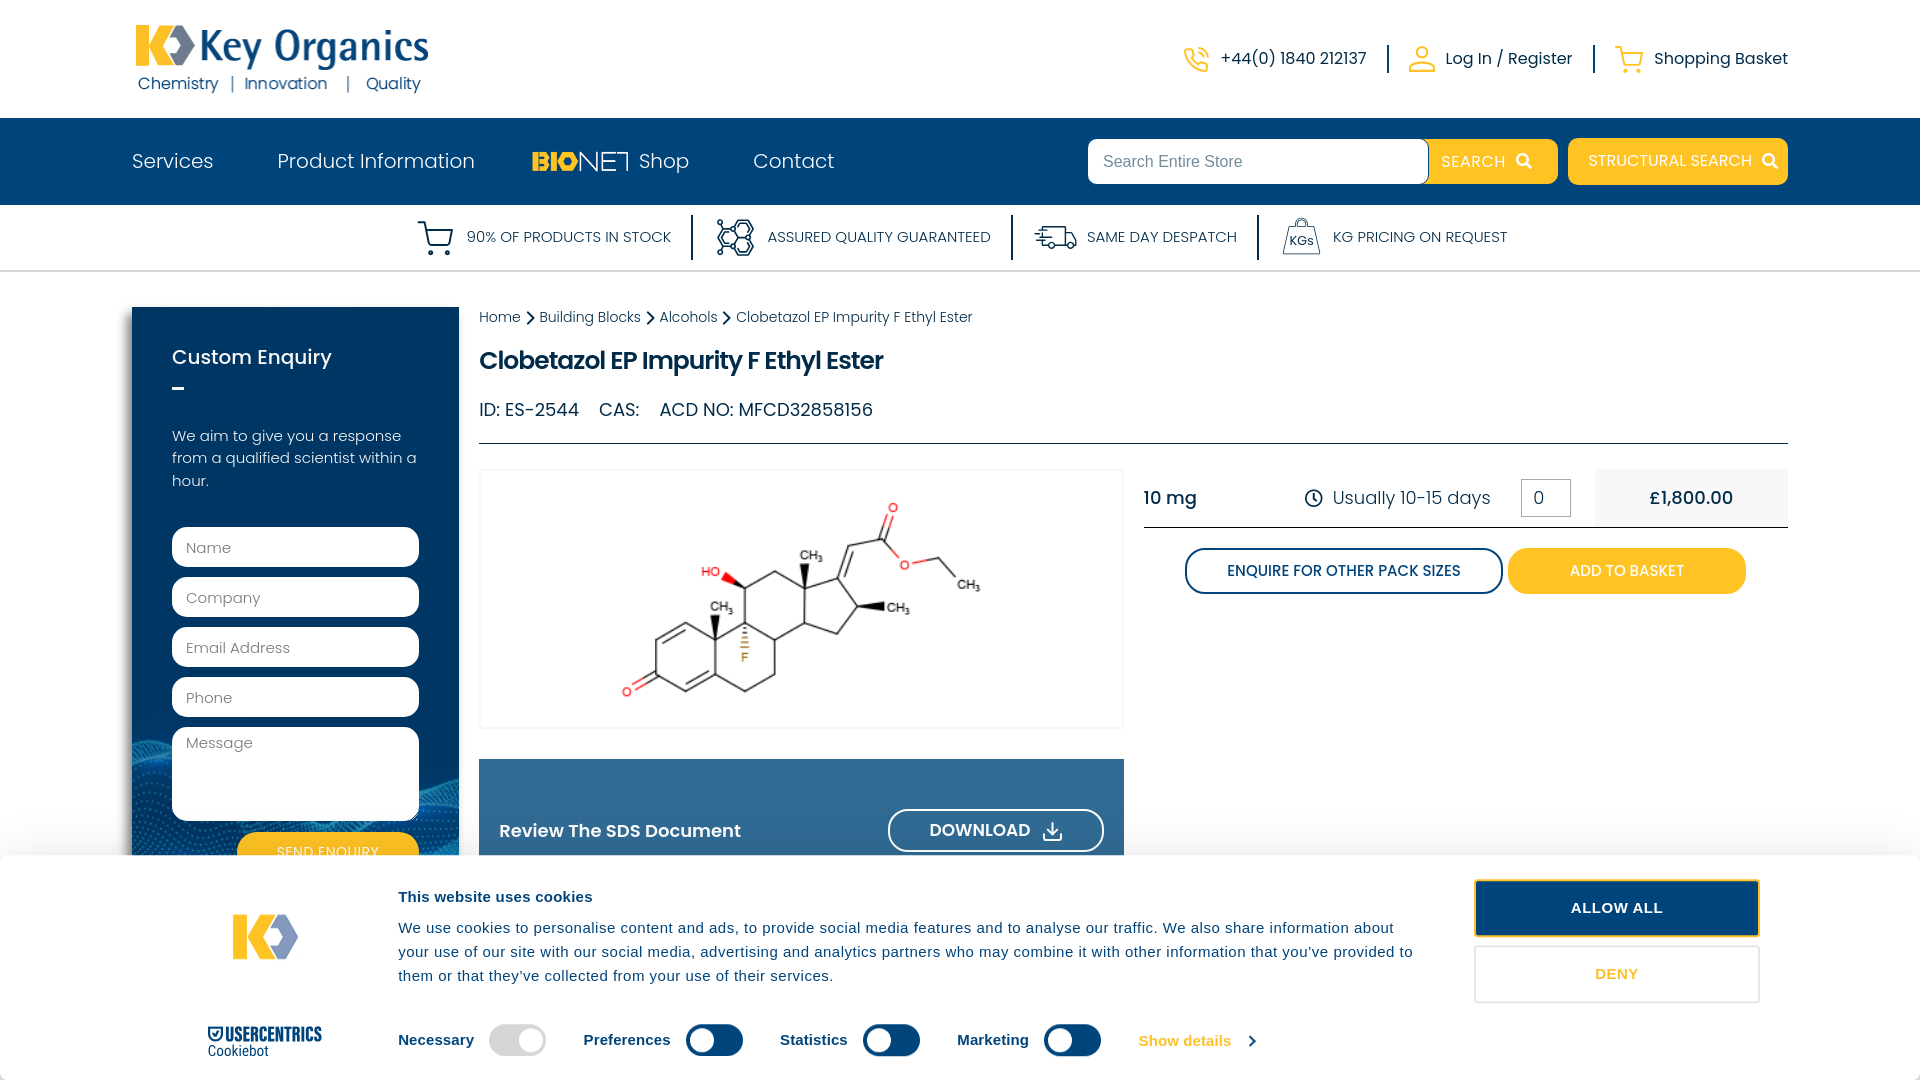 Key Organics
Chemistry | Innovation | Quality
+44(0) 1840 212137
Log In / Register
Shopping Basket
Services
Product Information
BIONET Shop
Contact
Search Entire Store
SEARCH
STRUCTURAL SEARCH
90% OF PRODUCTS IN STOCK
ASSURED QUALITY GUARANTEED
SAME DAY DESPATCH
KGs
KG PRICING ON REQUEST
Custom Enquiry
We aim to give you a response
from a qualified scientist within a
hour.
Name
Company
Email Address
Phone
Message
SEND ENQUIRY
Home > Building Blocks > Alcohols > Clobetazol EP Impurity F Ethyl Ester
Clobetazol EP Impurity F Ethyl Ester
ID: ES-2544 CAS: ACD NO: MFCD32858156
O
O
CH3
CH3
HO
CH3
CH3
F
O
10 mg
Usually 10-15 days
0
£1,800.00
ENQUIRE FOR OTHER PACK SIZES
ADD TO BASKET
Review The SDS Document
DOWNLOAD
This website uses cookies
We use cookies to personalise content and ads, to provide social media features and to analyse our traffic. We also share information about
your use of our site with our social media, advertising and analytics partners who may combine it with other information that you’ve provided to
them or that they’ve collected from your use of their services.
ALLOW ALL
DENY
USERCENTRICS
Cookiebot
Necessary
Preferences
Statistics
Marketing
Show details